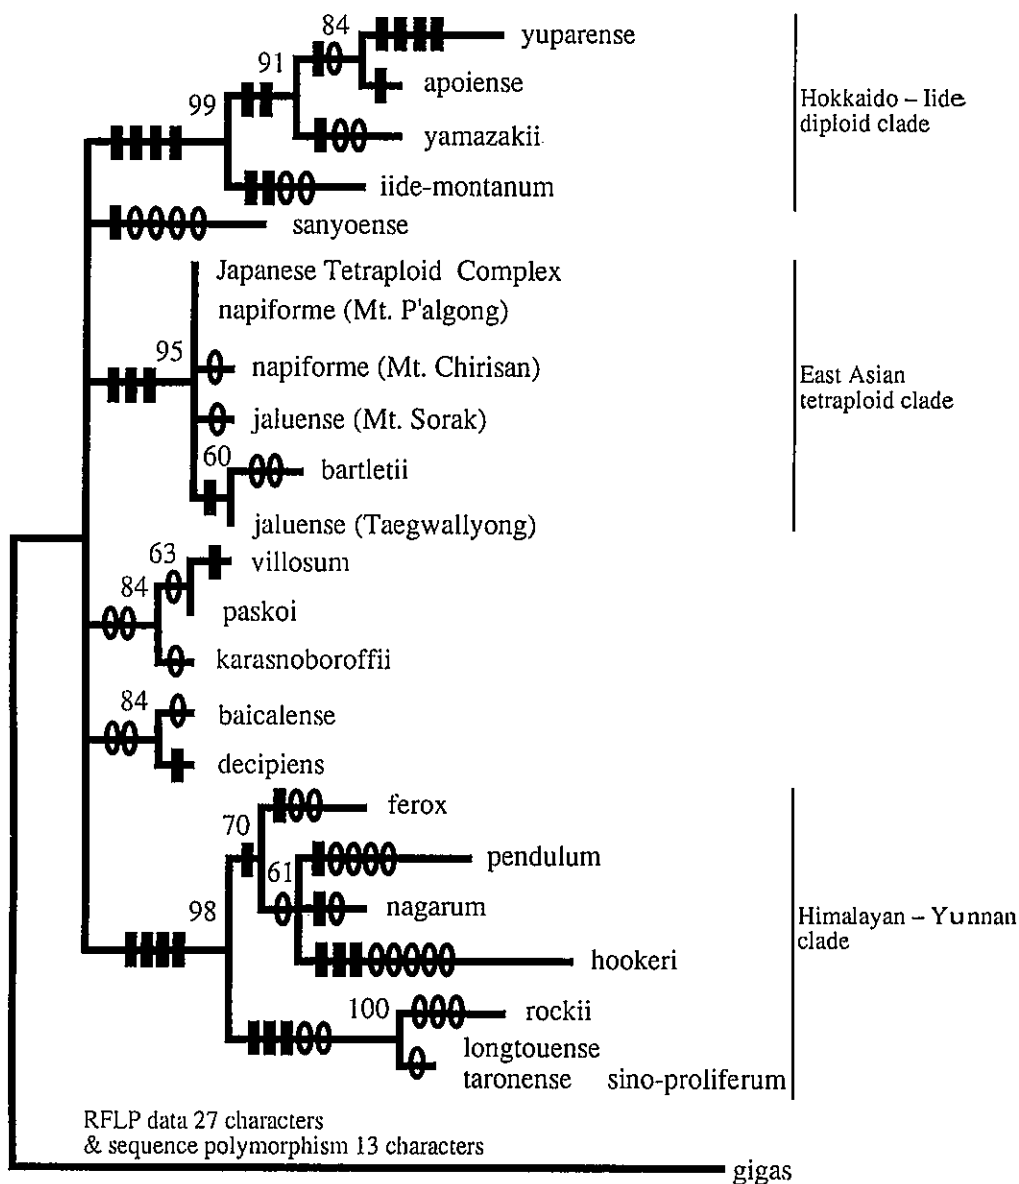 84
yuparense
91
apoiense
99
yamazakii
iide-montanum
Hokkaido – Iide
diploid clade
sanyoense
Japanese Tetraploid Complex
napiforme (Mt. P'algong)
95
napiforme (Mt. Chirisan)
jaluense (Mt. Sorak)
60
bartletii
jaluense (Taegwallyong)
East Asian
tetraploid clade
63
villosum
84
paskoi
karasnoboroffii
84
baicalense
decipiens
ferox
70
pendulum
61
nagarum
98
hookeri
100
rockii
longtouense
taronense sino-proliferum
Himalayan – Yunnan
clade
RFLP data 27 characters
& sequence polymorphism 13 characters
gigas